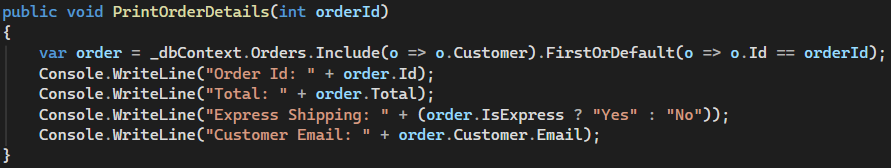 public void PrintOrderDetails(int orderId)
{
    var order = _dbContext.Orders.Include(o => o.Customer).FirstOrDefault(o => o.Id == orderId);
    Console.WriteLine("Order Id: " + order.Id);
    Console.WriteLine("Total: " + order.Total);
    Console.WriteLine("Express Shipping: " + (order.IsExpress ? "Yes" : "No"));
    Console.WriteLine("Customer Email: " + order.Customer.Email);
}